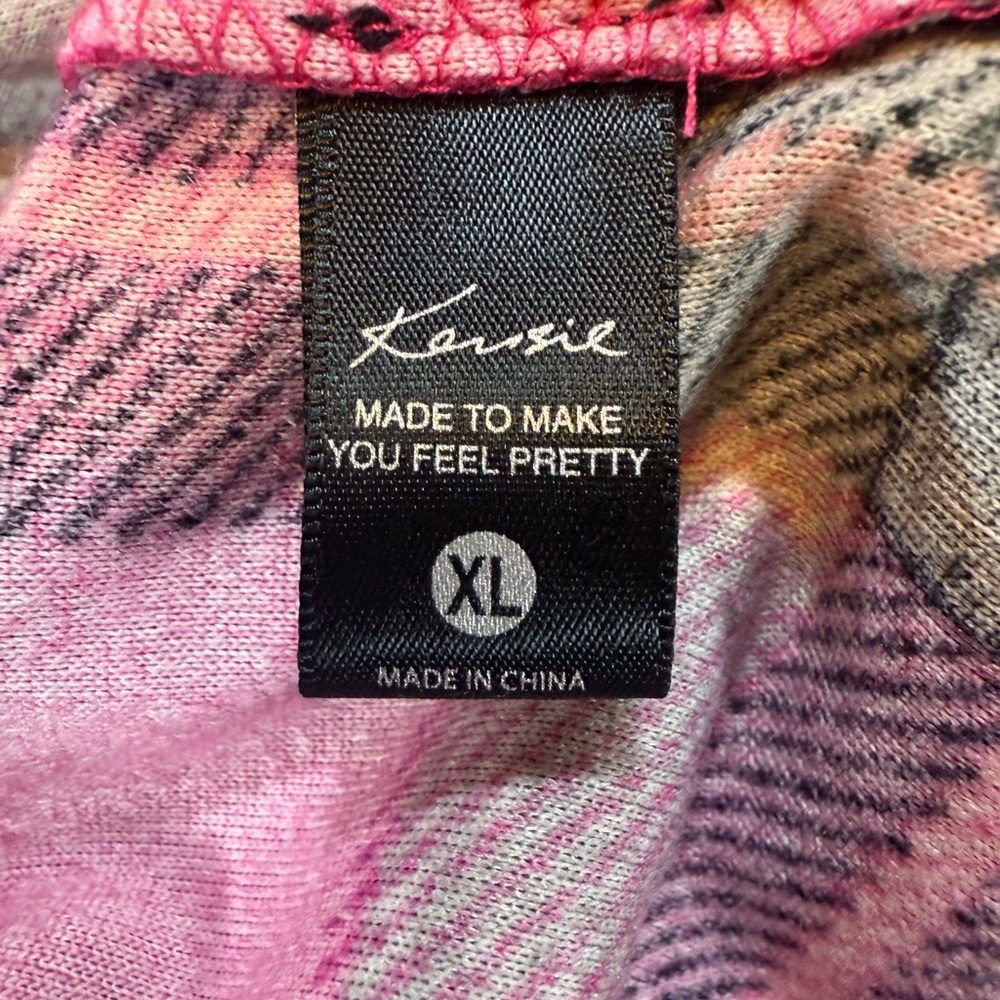 Kensie
MADE TO MAKE
YOU FEEL PRETTY
XL
MADE IN CHINA